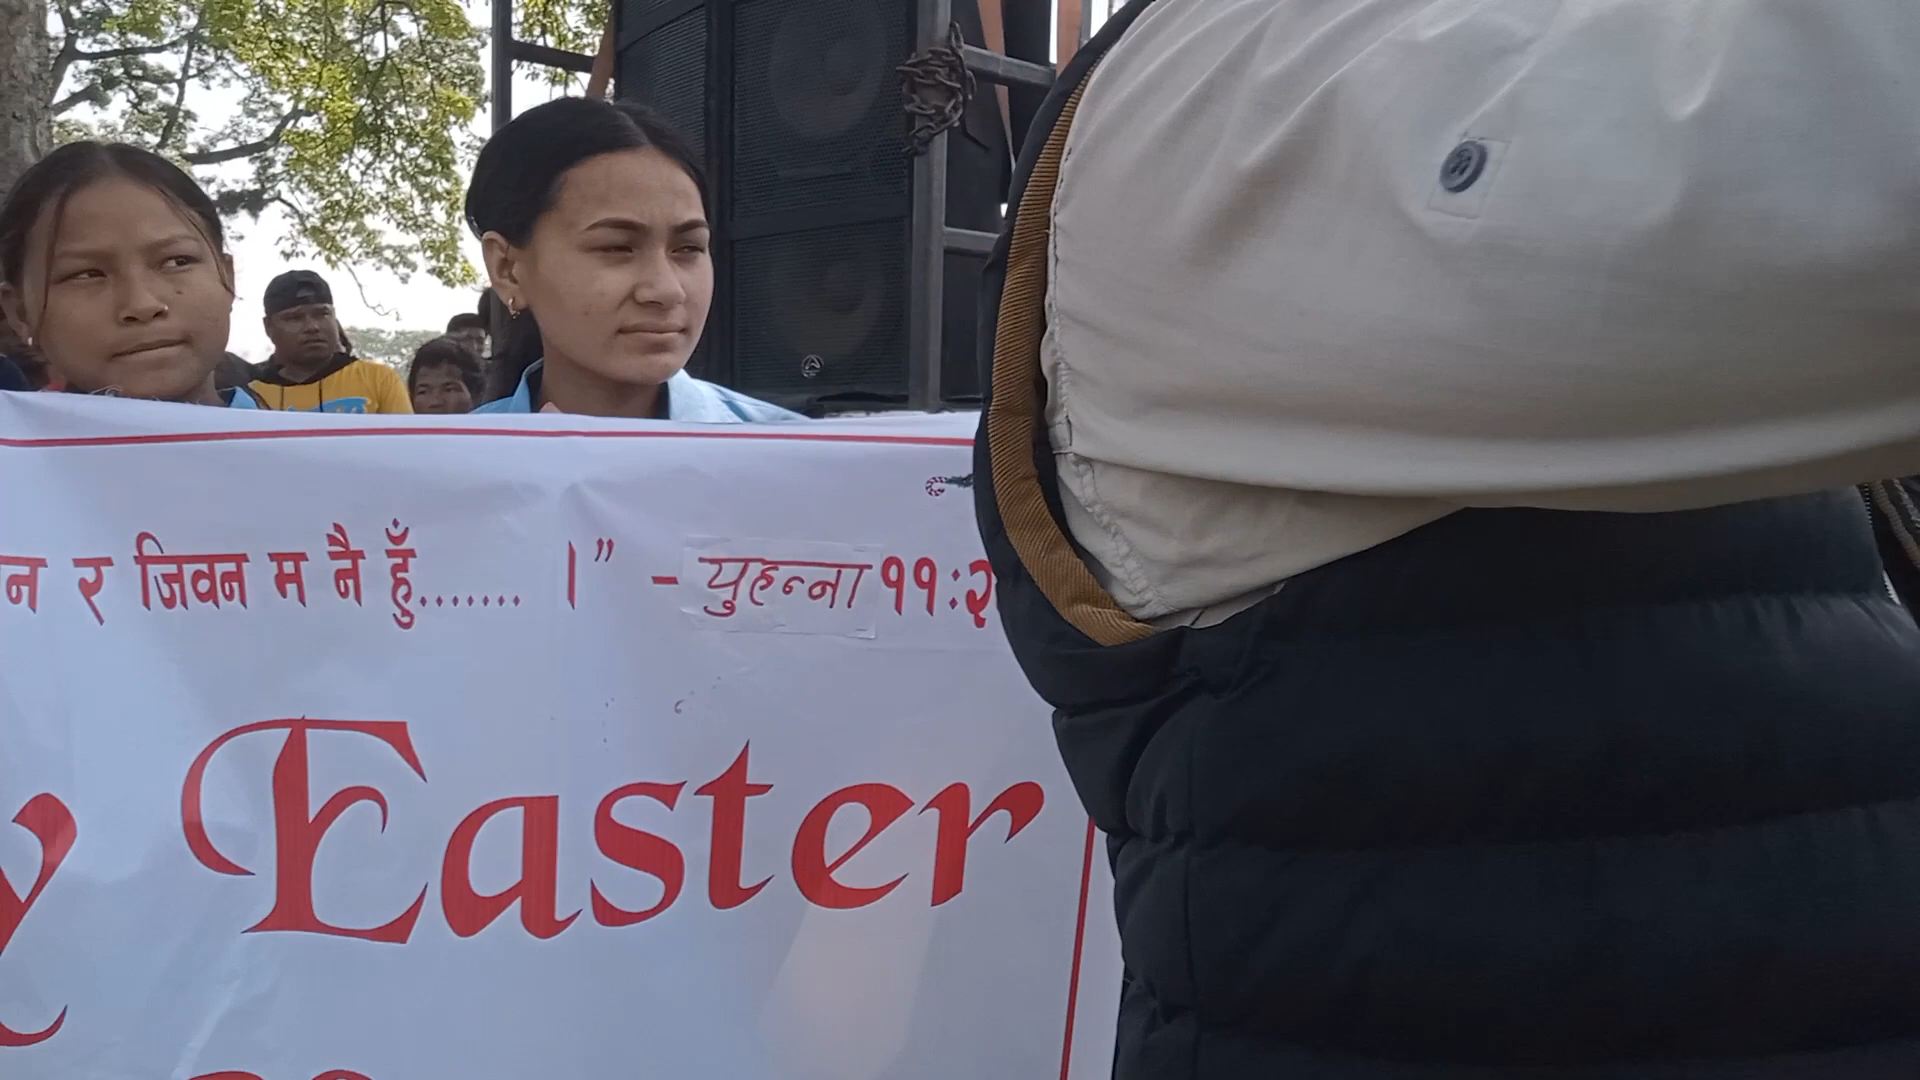 न र जिवन म नै हुँ....... ।” - युहन्ना ११:२
y Easter